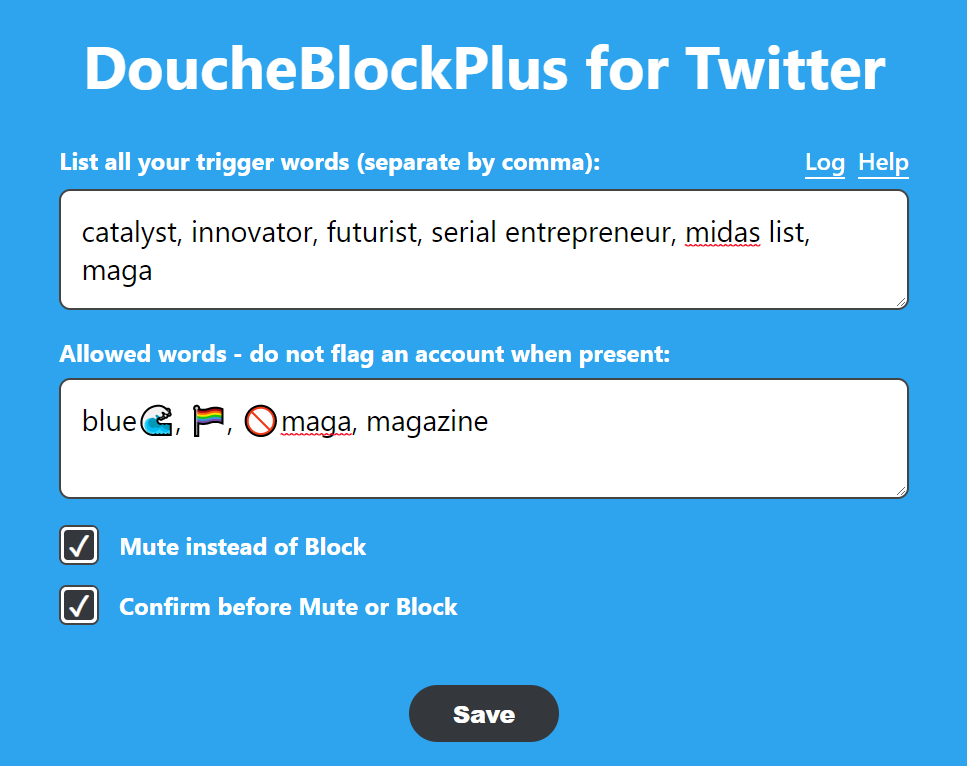 DoucheBlockPlus for Twitter
List all your trigger words (separate by comma): Log Help
catalyst, innovator, futurist, serial entrepreneur, midas list,
maga
Allowed words - do not flag an account when present:
blue🌊, 🏳️‍🌈, 🚫maga, magazine
Mute instead of Block
Confirm before Mute or Block
Save